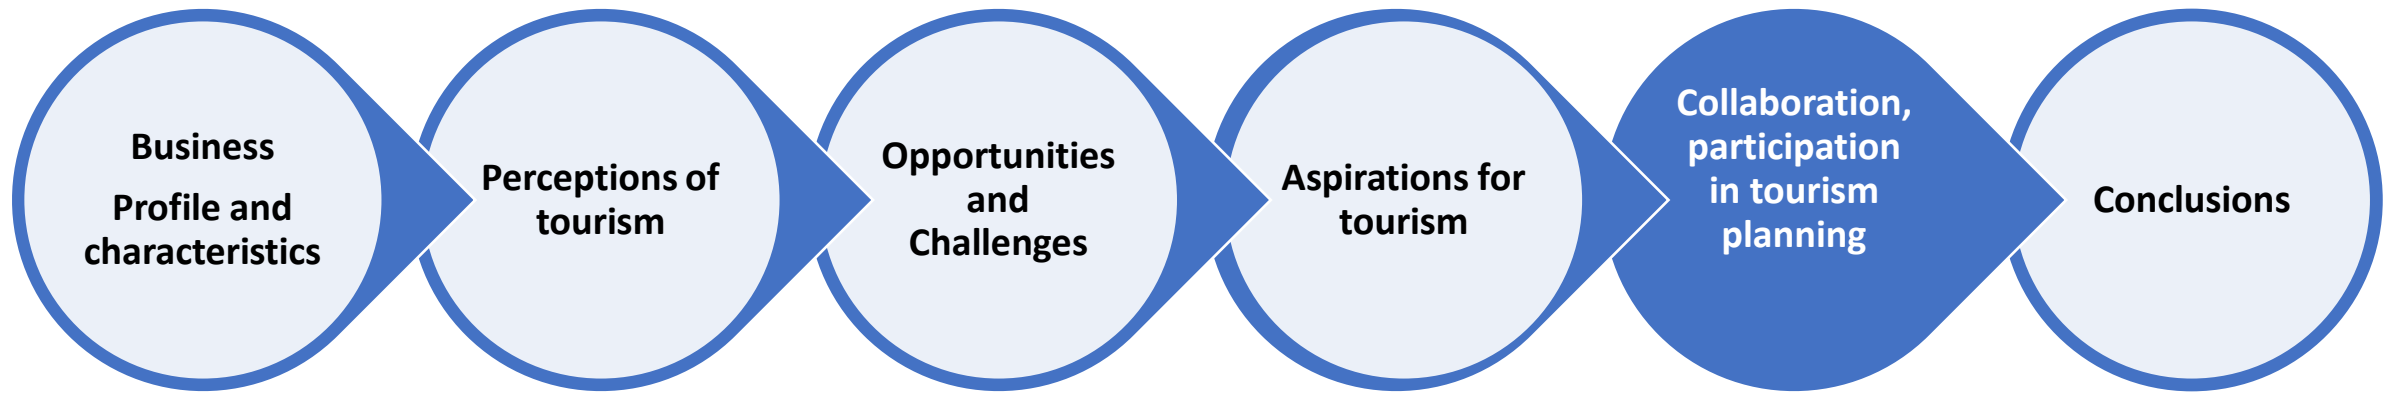 Business
Profile and
characteristics
Perceptions of
tourism
Opportunities
and
Challenges
Aspirations for
tourism
Collaboration,
participation
in tourism
planning
Conclusions